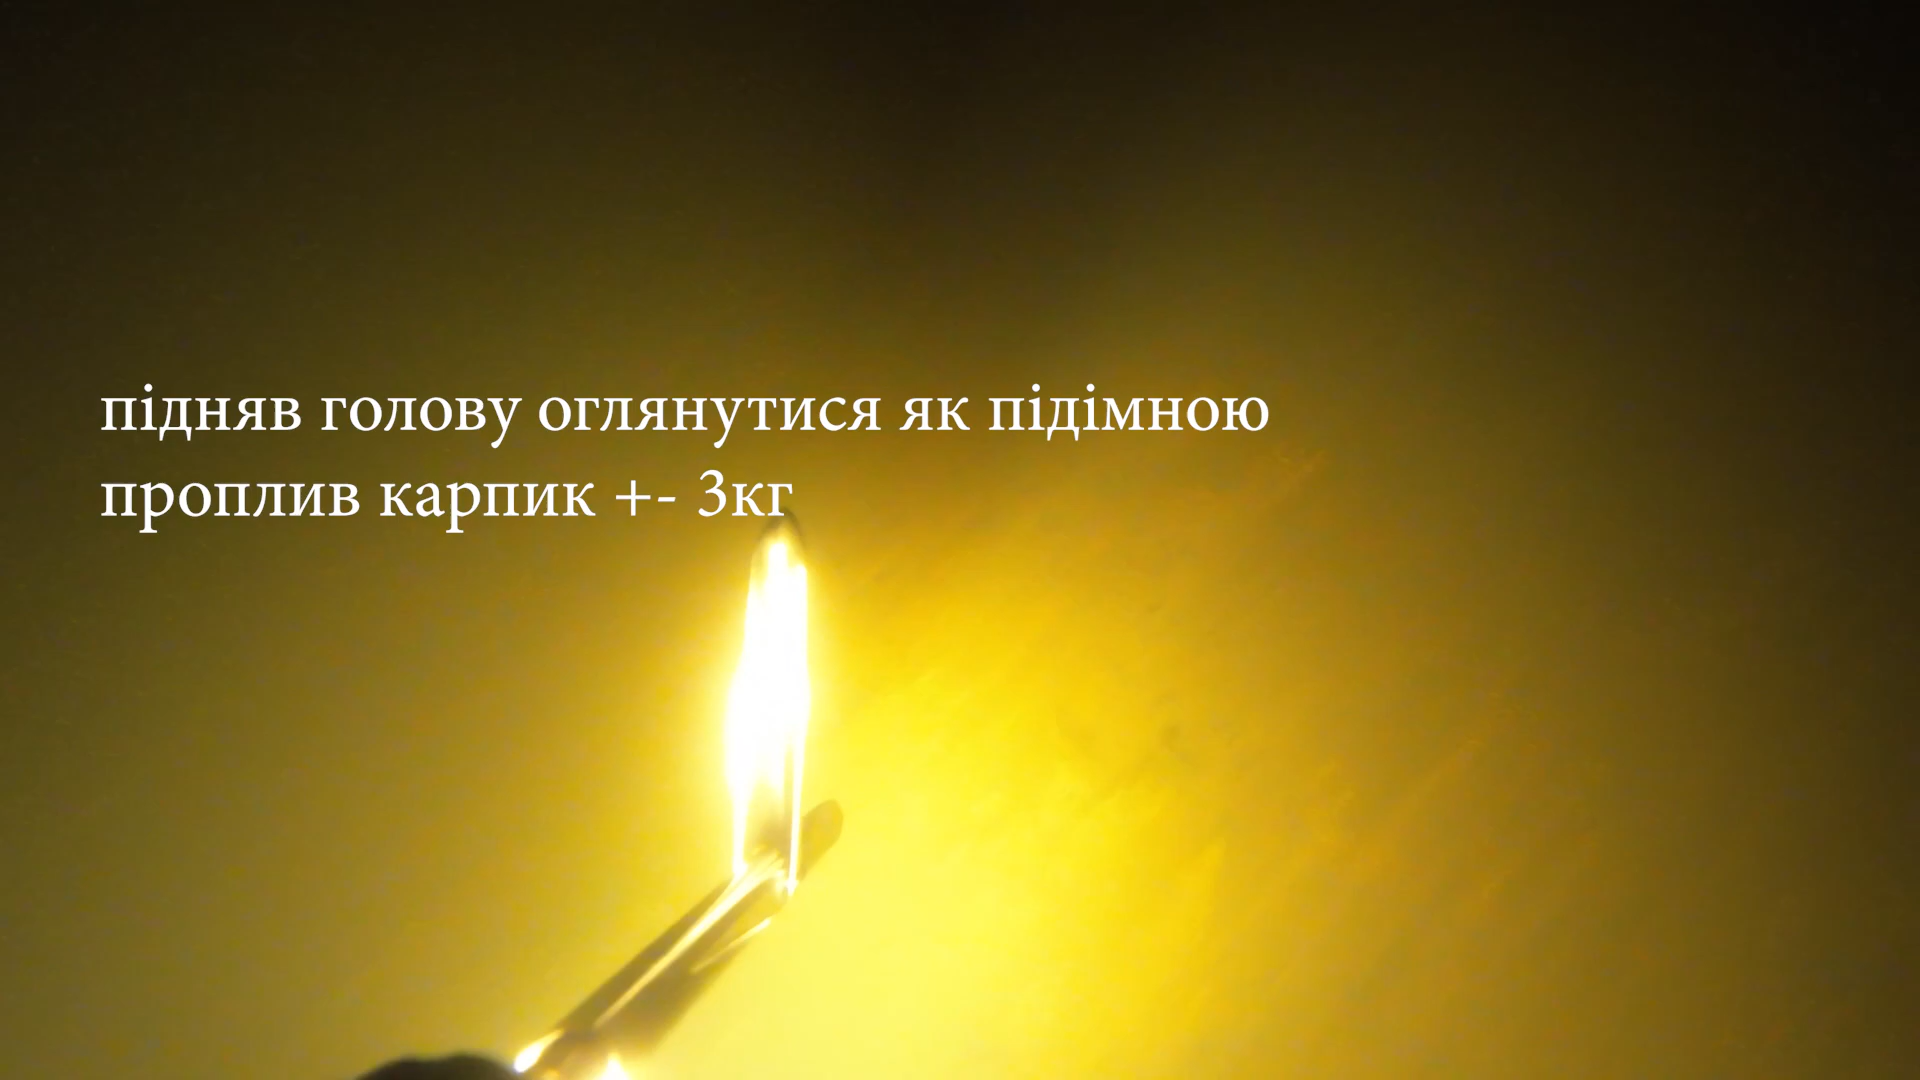 підняв голову оглянутися як підімною
проплив карпик +- 3кг